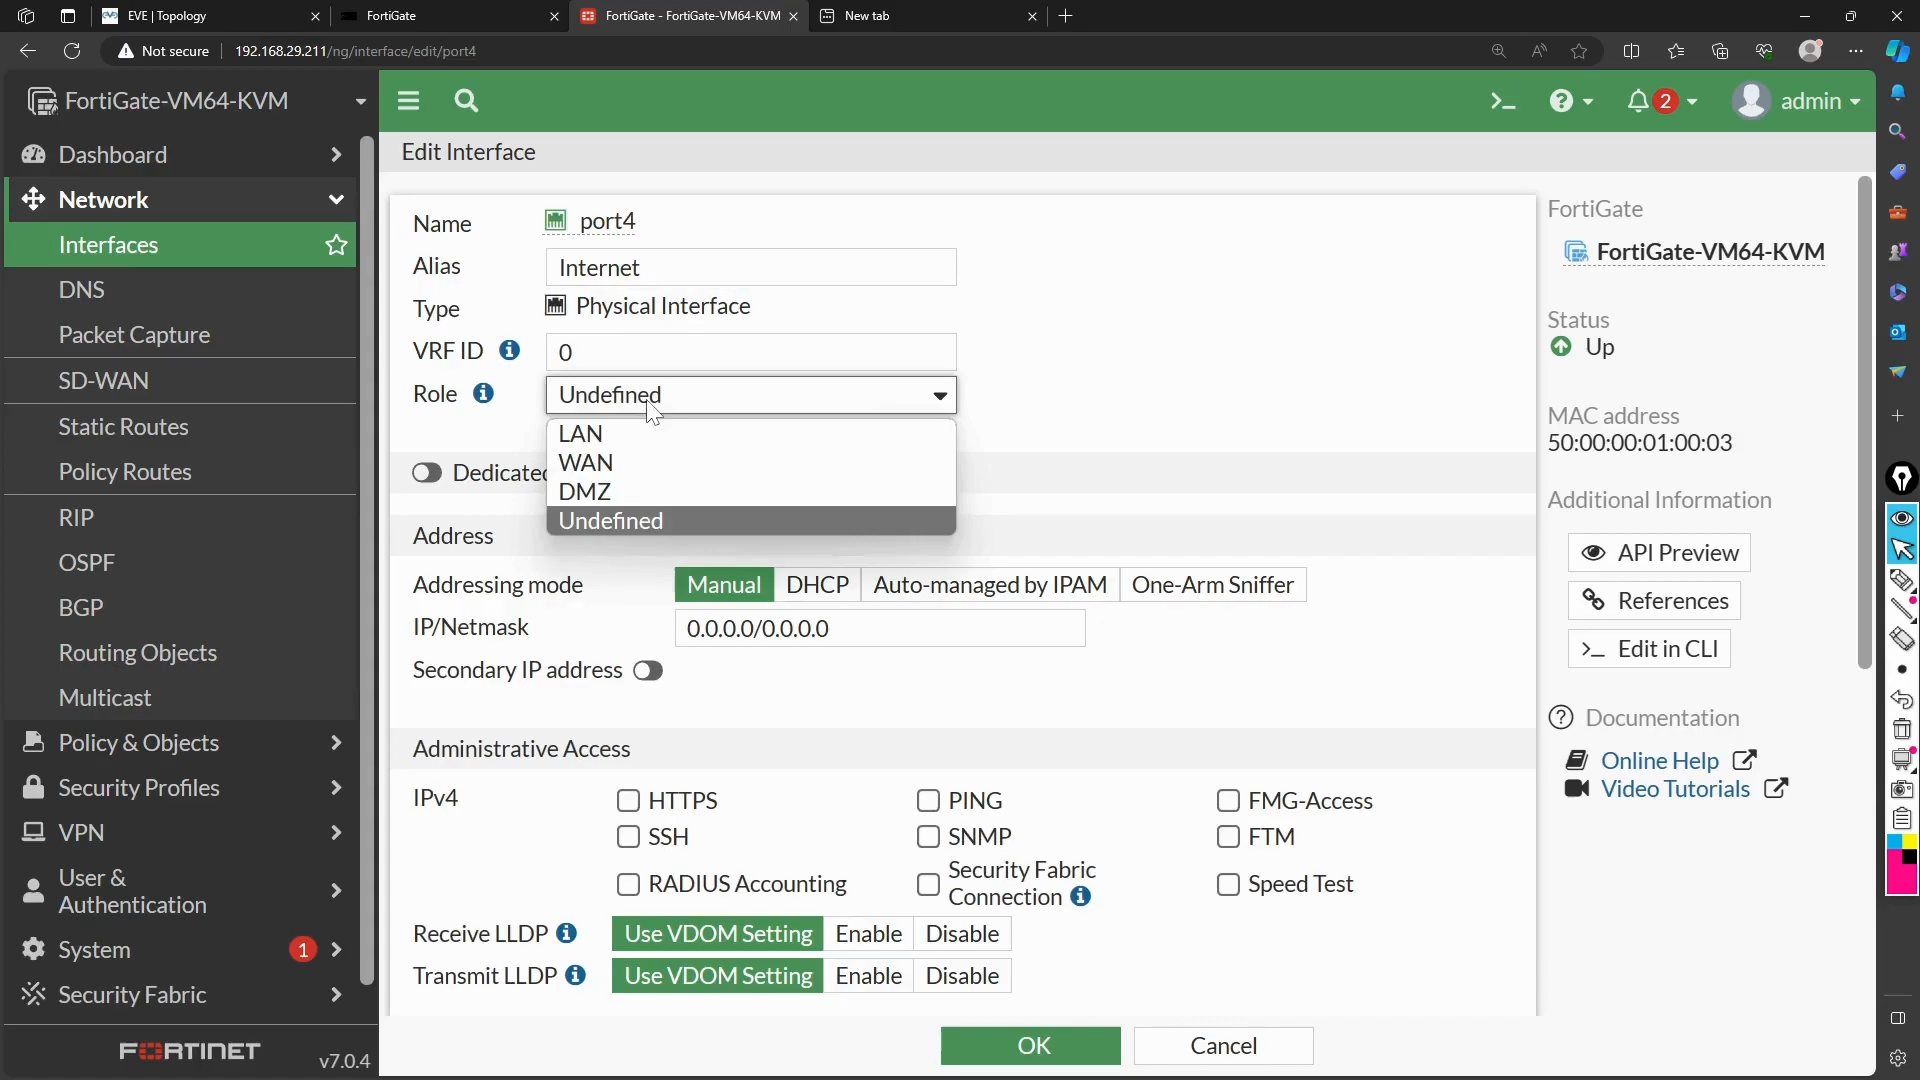 EVE | Topology
FortiGate
FortiGate - FortiGate-VM64-KVM
New tab
Not secure
192.168.29.211/ng/interface/edit/port4
FortiGate-VM64-KVM
2
admin
Dashboard
Network
Interfaces
DNS
Packet Capture
SD-WAN
Static Routes
Policy Routes
RIP
OSPF
BGP
Routing Objects
Multicast
Policy & Objects
Security Profiles
VPN
User &
Authentication
System
1
Security Fabric
FORTINET
v7.0.4
Edit Interface
Name
port4
Alias
Internet
Type
Physical Interface
VRF ID
0
Role
Undefined
LAN
WAN
DMZ
Undefined
Dedicated
Address
Addressing mode
Manual
DHCP
Auto-managed by IPAM
One-Arm Sniffer
IP/Netmask
0.0.0.0/0.0.0.0
Secondary IP address
Administrative Access
IPv4
HTTPS
PING
FMG-Access
SSH
SNMP
FTM
RADIUS Accounting
Security Fabric
Connection
Speed Test
Receive LLDP
Use VDOM Setting
Enable
Disable
Transmit LLDP
Use VDOM Setting
Enable
Disable
OK
Cancel
FortiGate
FortiGate-VM64-KVM
Status
Up
MAC address
50:00:00:01:00:03
Additional Information
API Preview
References
Edit in CLI
Documentation
Online Help
Video Tutorials